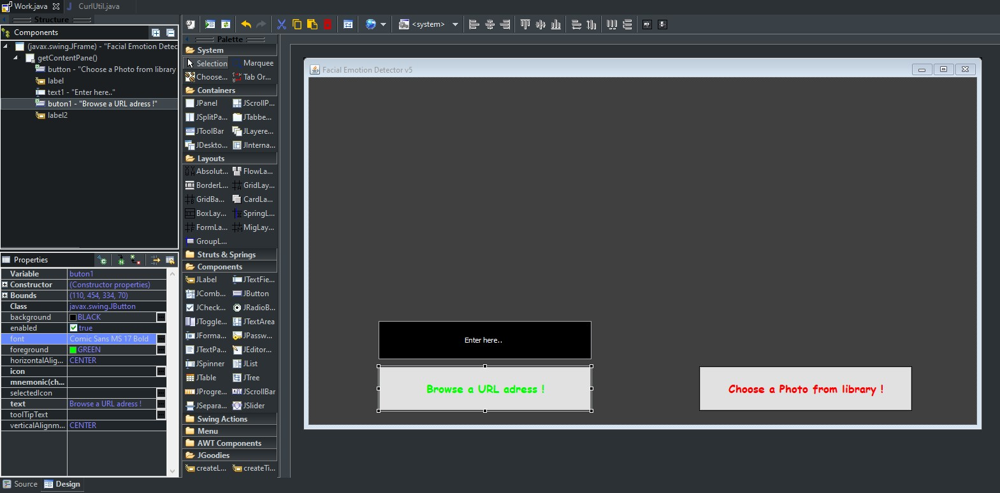 Work.java CurlUtil.java
Structure
Components
(javax.swing.JFrame) - "Facial Emotion Detec
getContentPane()
button - "Choose a Photo from library
label
text1 - "Enter here.."
buton1 - "Browse a URL adress !"
label2
Properties
Variable buton1
Constructor (Constructor properties)
Bounds (110, 454, 334, 70)
Class javax.swing.JButton
background BLACK
enabled true
font Comic Sans MS 17 Bold
foreground GREEN
horizontalAlig... CENTER
icon
mnemonic(ch...
selectedIcon
text Browse a URL adress !
toolTipText
verticalAlignm... CENTER
Source Design
<system>
Palette
System
Selection Marquee
Choose... Tab Or...
Containers
JPanel JScrollP...
JSplitPa... JTabbe...
JToolBar JLayere...
JDeskto... JInterna...
Layouts
Absolut... FlowLa...
BorderL... GridLay...
GridBa... CardLa...
BoxLay... SpringL...
FormLa... MigLay...
GroupL...
Struts & Springs
Components
JLabel JTextFie...
JComb... JButton
JCheck... JRadioB...
JToggle... JTextArea
JForma... JPassw...
JTextPa... JEditor...
JSpinner JList
JTable JTree
JProgre... JScrollBar
JSepara... JSlider
Swing Actions
Menu
AWT Components
JGoodies
createL... createTi...
Facial Emotion Detector v5
Enter here..
Browse a URL adress !
Choose a Photo from library !